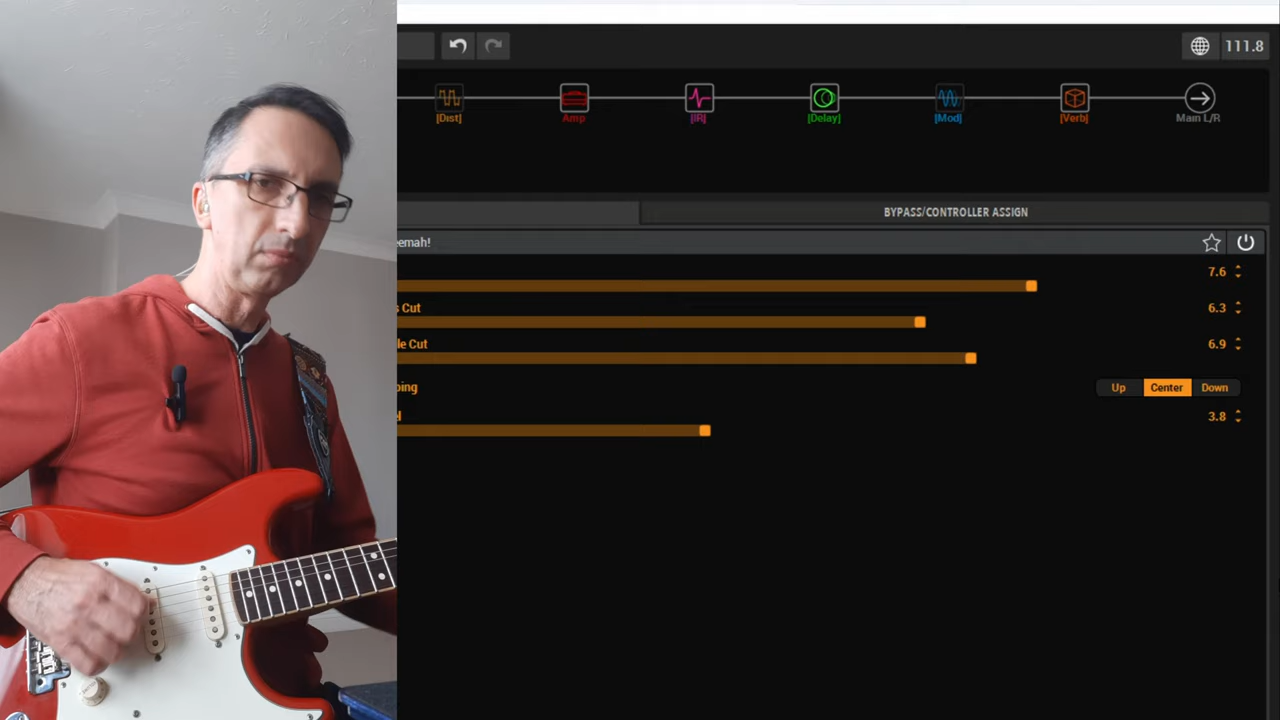 111.8
|Dist| Amp |IR| |Delay| |Mod| |Verb| Main L/R
BYPASS/CONTROLLER ASSIGN
eemah!
7.6
s Cut 6.3
le Cut 6.9
ping Up Center Down
3.8